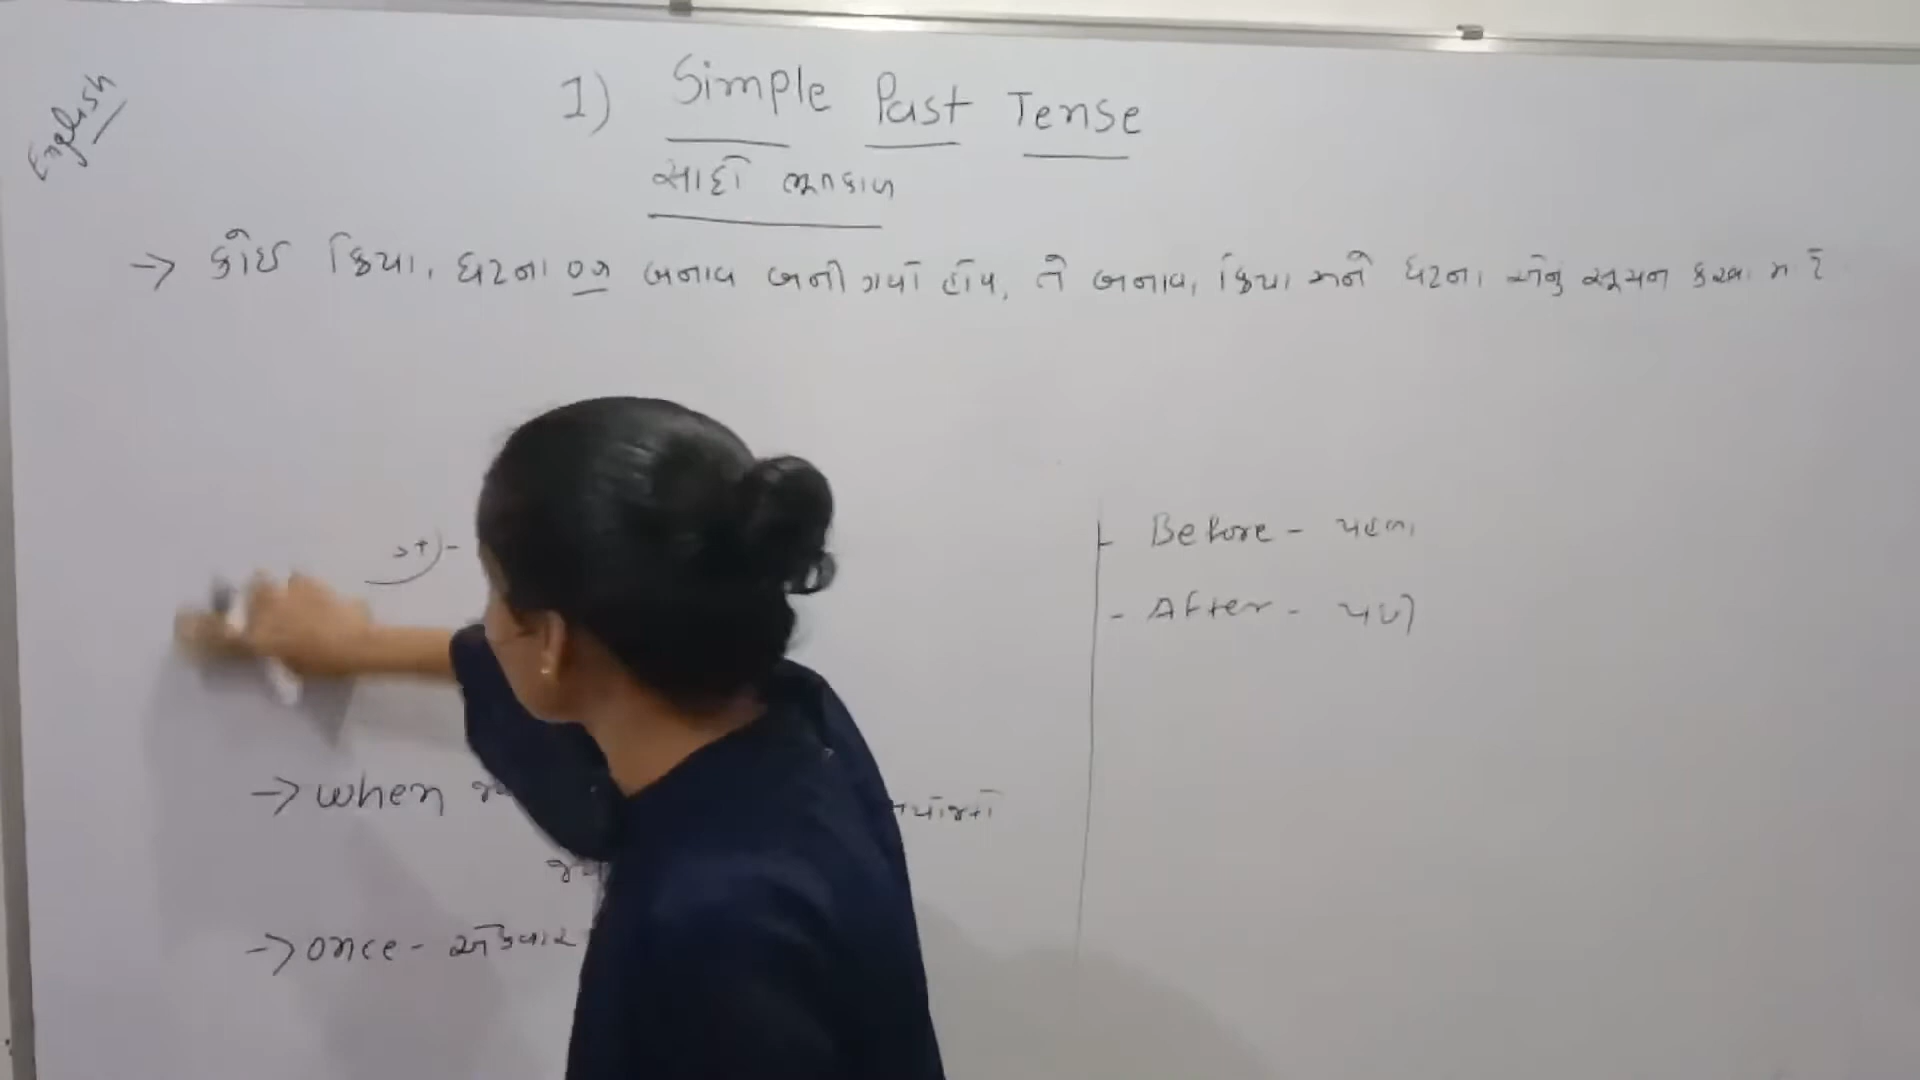 English
1) Simple Past Tense
સાદો ભૂતકાળ
→ કોઇ ક્રિયા, ઘટના જ બનાવ બની ગયો હોય, તે બનાવ, ક્રિયા અને ઘટના એનું સૂચન કરવા મારે
- Before - પહેલા
- After - પછી
→ when
→ once - એકવાર